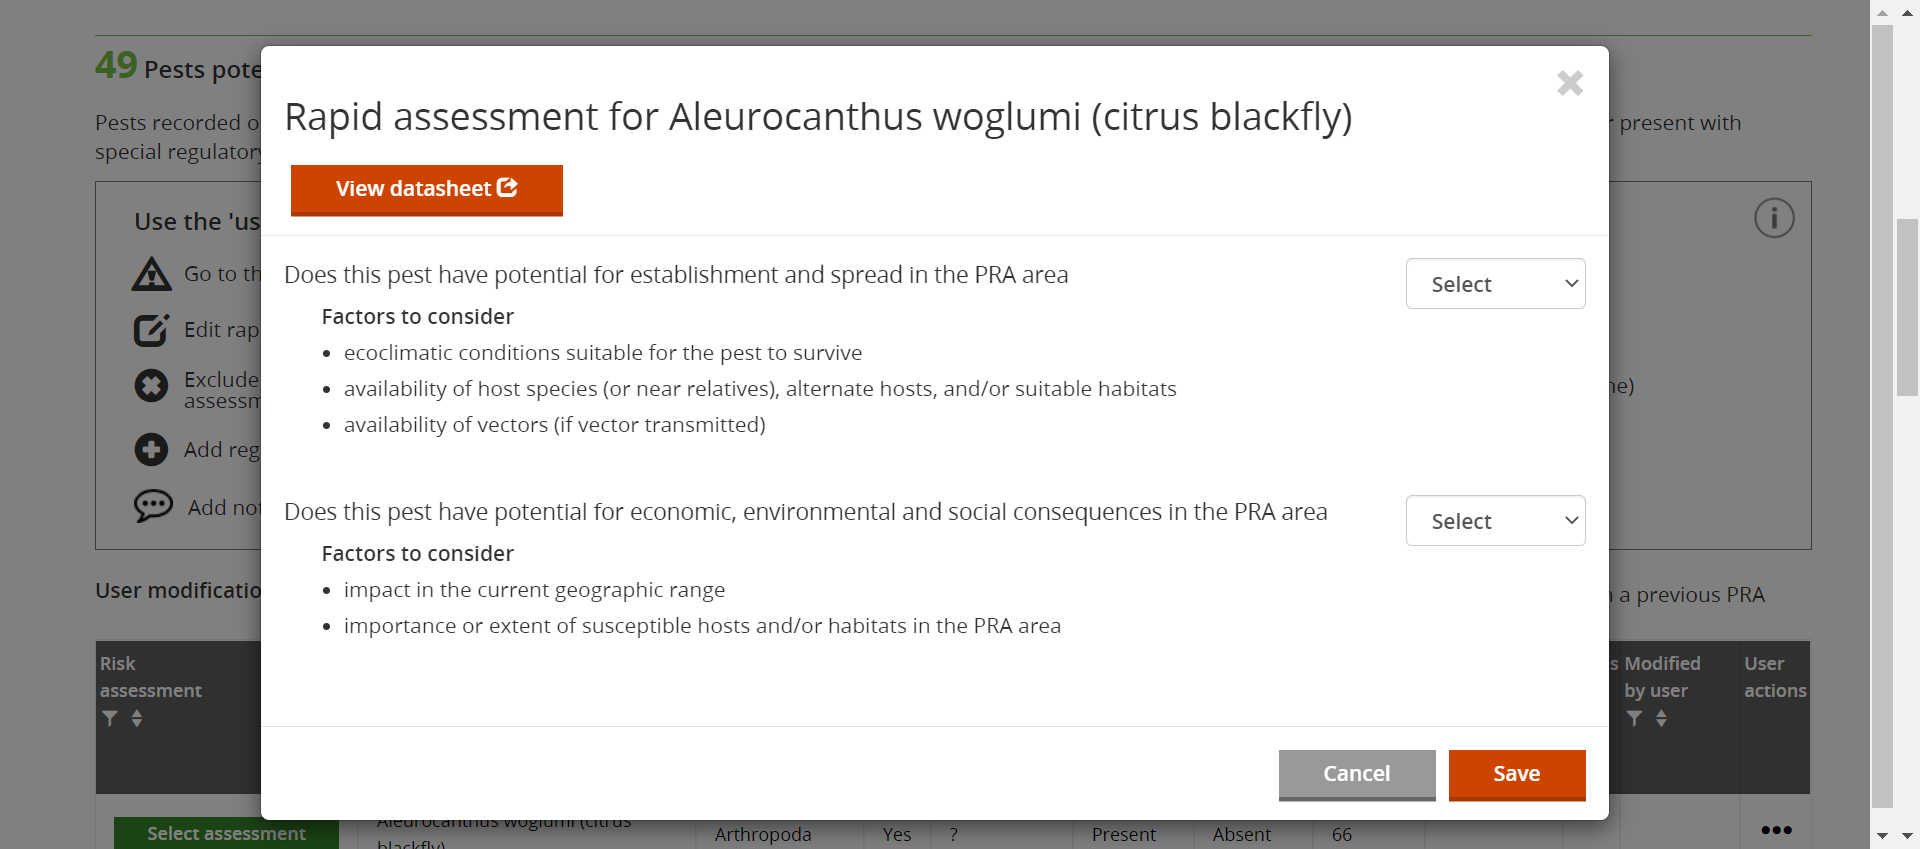 49 Pests pote
Pests recorded o
r present with
special regulatory
Rapid assessment for Aleurocanthus woglumi (citrus blackfly)
View datasheet
Use the 'us
Go to th
Edit rap
Exclude
assessm
he)
Add reg
Add not
Does this pest have potential for establishment and spread in the PRA area
Select
Factors to consider
• ecoclimatic conditions suitable for the pest to survive
• availability of host species (or near relatives), alternate hosts, and/or suitable habitats
• availability of vectors (if vector transmitted)
Does this pest have potential for economic, environmental and social consequences in the PRA area
Select
Factors to consider
• impact in the current geographic range
• importance or extent of susceptible hosts and/or habitats in the PRA area
Cancel
Save
User modificatio
n a previous PRA
Risk
assessment
s
Modified
by user
User
actions
Select assessment
Aleurocanthus woglumi (citrus
blackfly)
Arthropoda
Yes
?
Present
Absent
66